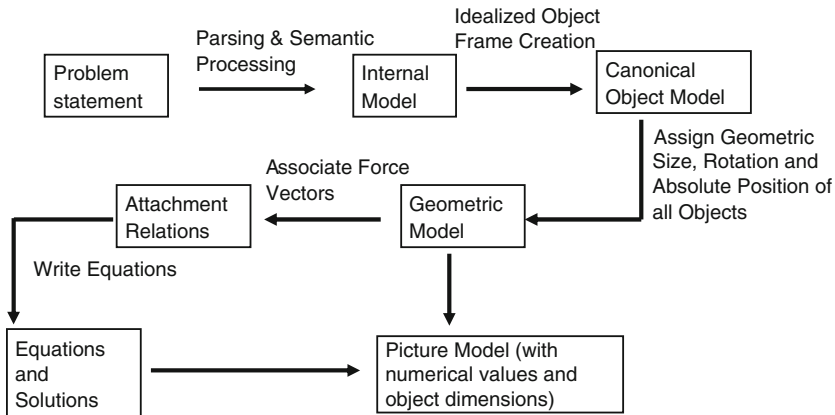 Problem
statement
Parsing & Semantic
Processing
Internal
Model
Idealized Object
Frame Creation
Canonical
Object Model
Assign Geometric
Size, Rotation and
Absolute Position of
all Objects
Geometric
Model
Associate Force
Vectors
Attachment
Relations
Write Equations
Equations
and
Solutions
Picture Model (with
numerical values and
object dimensions)